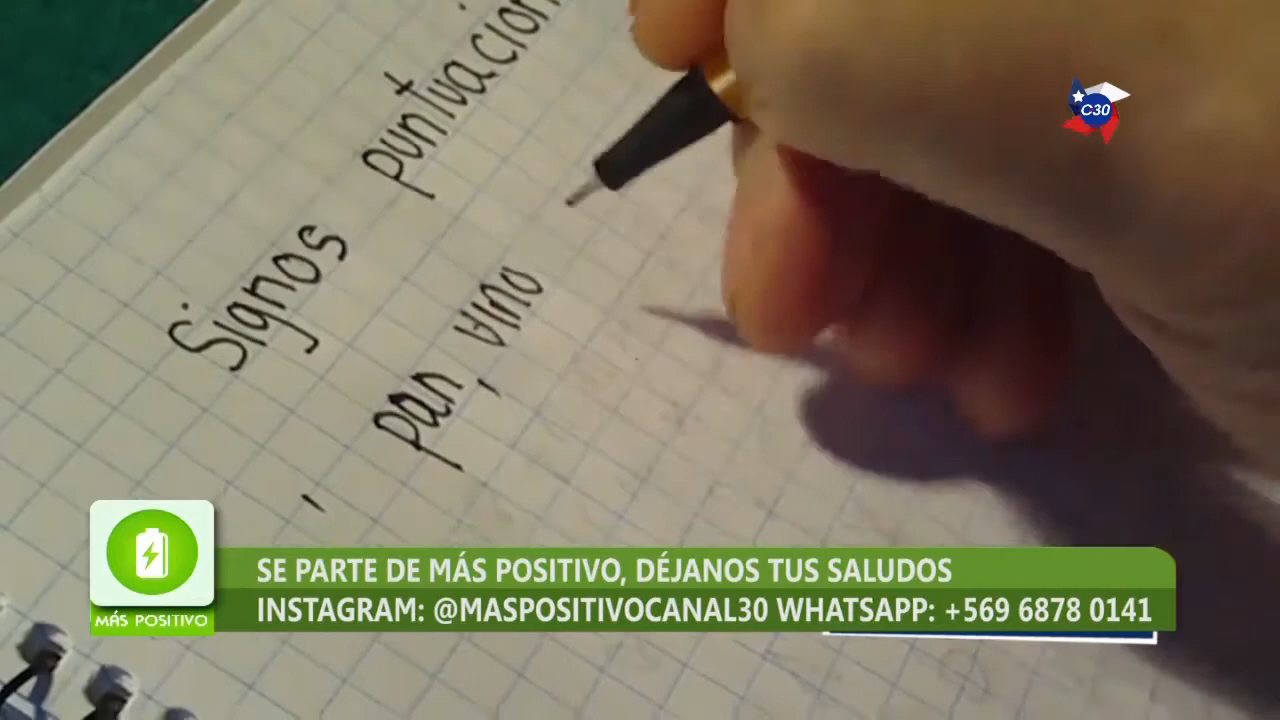 Signos puntuación
, pan, vino
C30
SE PARTE DE MÁS POSITIVO, DÉJANOS TUS SALUDOS
INSTAGRAM: @MASPOSITIVOCANAL30 WHATSAPP: +569 6878 0141
MÁS POSITIVO